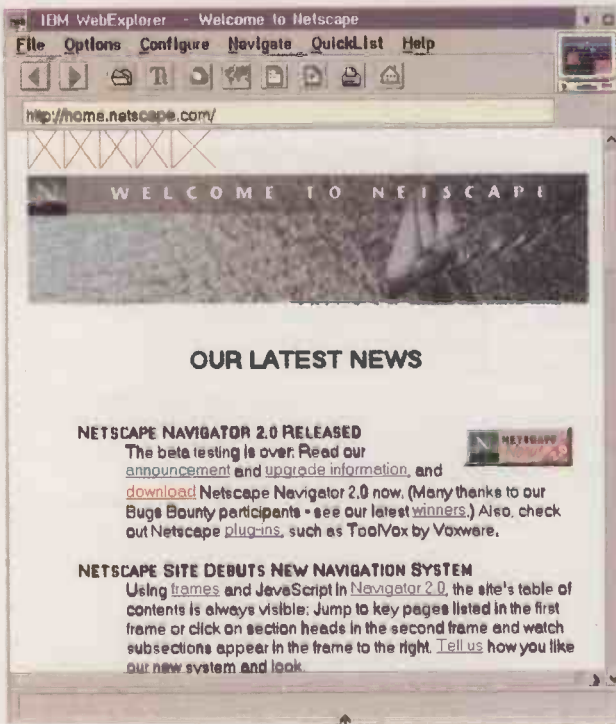 IBM WebExplorer - Welcome to Netscape
File Options Configure Navigate QuickList Help
http://home.netscape.com/
WELCOME TO NETSCAPE
OUR LATEST NEWS
NETSCAPE NAVIGATOR 2.0 RELEASED
The beta testing is over: Read our
announcement and upgrade information, and
download Netscape Navigator 2.0 now. (Many thanks to our
Bugs Bounty participants - see our latest winners.) Also, check
out Netscape plug-ins, such as ToolVox by Voxware.
NETSCAPE
NETSCAPE SITE DEBUTS NEW NAVIGATION SYSTEM
Using frames and JavaScript in Navigator 2.0, the site's table of
contents is always visible: Jump to key pages listed in the first
frame or click on section heads in the second frame and watch
subsections appear in the frame to the right. Tell us how you like
our new system and look.